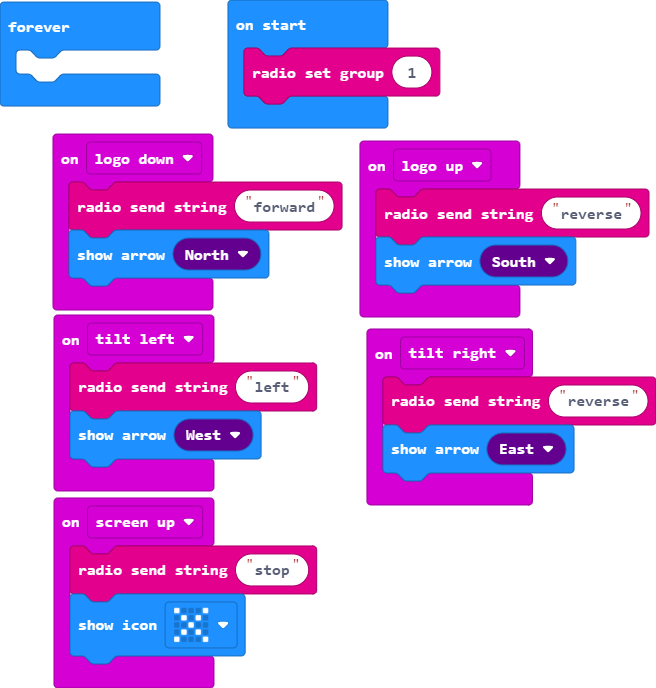 forever
on start
radio set group 1
on logo down
radio send string "forward"
show arrow North
on logo up
radio send string "reverse"
show arrow South
on tilt left
radio send string "left"
show arrow West
on tilt right
radio send string "reverse"
show arrow East
on screen up
radio send string "stop"
show icon